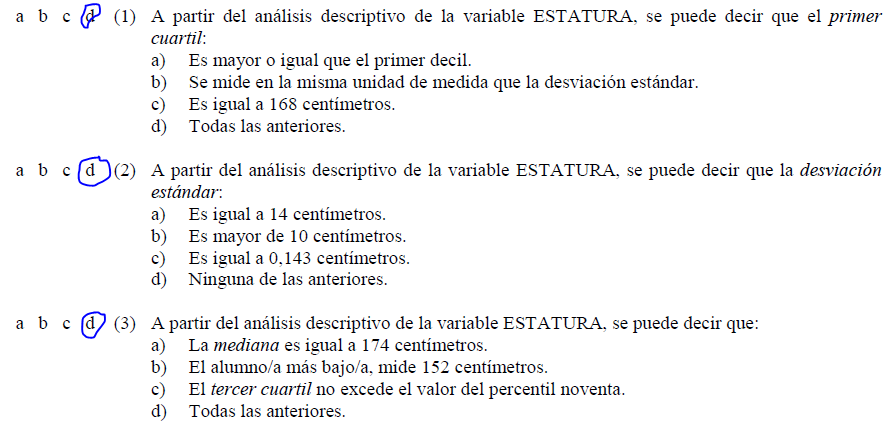 a b c d (1) A partir del análisis descriptivo de la variable ESTATURA, se puede decir que el primer
cuartil:
a) Es mayor o igual que el primer decil.
b) Se mide en la misma unidad de medida que la desviación estándar.
c) Es igual a 168 centímetros.
d) Todas las anteriores.
a b c d (2) A partir del análisis descriptivo de la variable ESTATURA, se puede decir que la desviación
estándar:
a) Es igual a 14 centímetros.
b) Es mayor de 10 centímetros.
c) Es igual a 0,143 centímetros.
d) Ninguna de las anteriores.
a b c d (3) A partir del análisis descriptivo de la variable ESTATURA, se puede decir que:
a) La mediana es igual a 174 centímetros.
b) El alumno/a más bajo/a, mide 152 centímetros.
c) El tercer cuartil no excede el valor del percentil noventa.
d) Todas las anteriores.